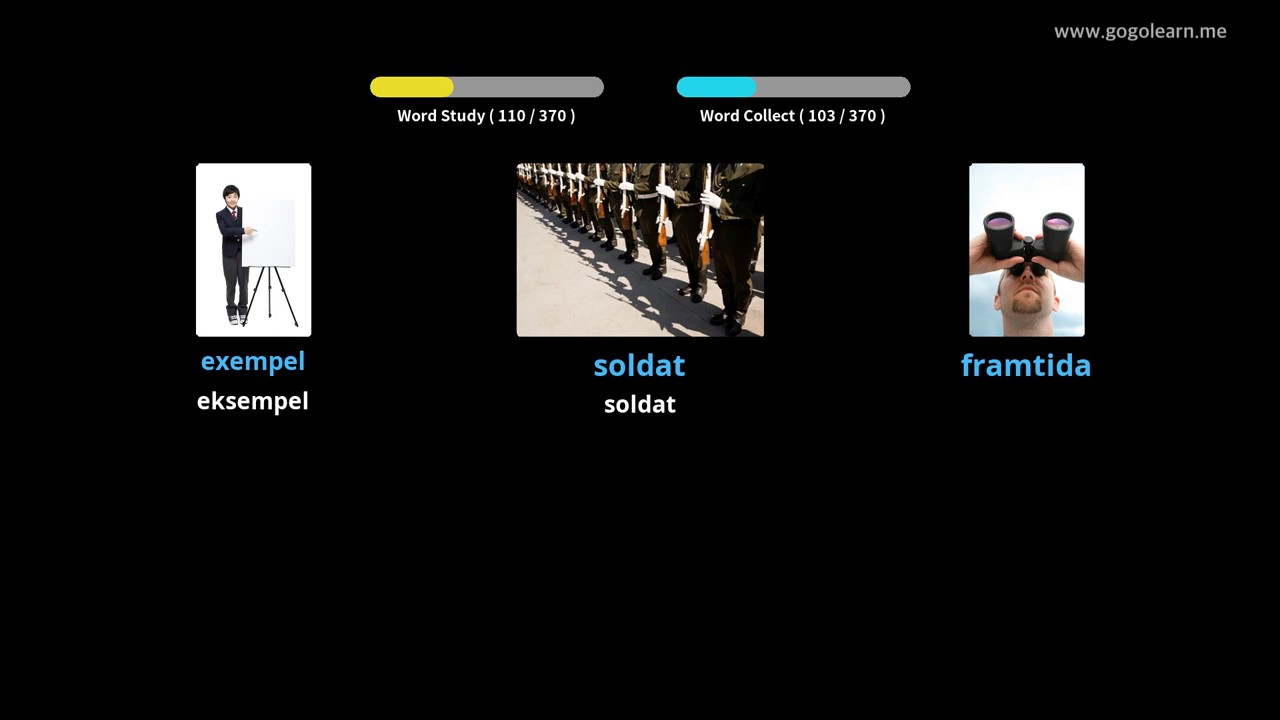 www.gogolearn.me
Word Study ( 110 / 370 )
Word Collect ( 103 / 370 )
exempel
eksempel
soldat
soldat
framtida